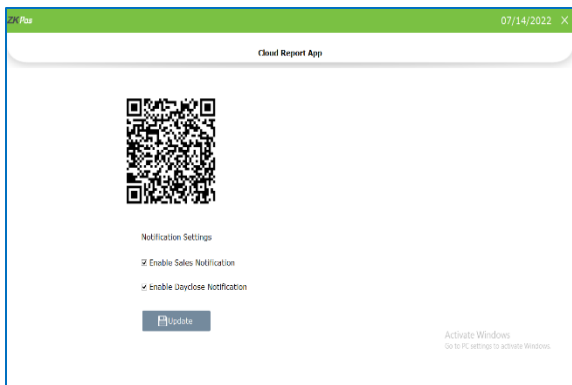 ZKPos
07/14/2022 X
Cloud Report App
Notification Settings
Enable Sales Notification
Enable Dayclose Notification
Update
Activate Windows
Go to PC settings to activate Windows.